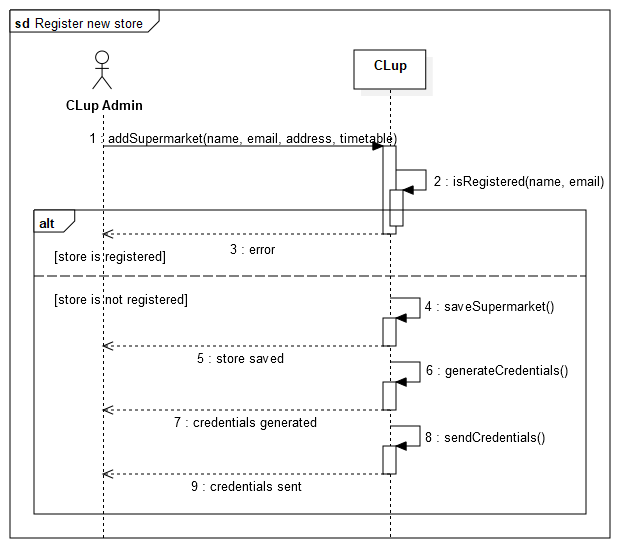 sd Register new store
CLup
CLup Admin
1 : addSupermarket(name, email, address, timetable)
2 : isRegistered(name, email)
alt
3 : error
[store is registered]
[store is not registered]
4 : saveSupermarket()
5 : store saved
6 : generateCredentials()
7 : credentials generated
8 : sendCredentials()
9 : credentials sent